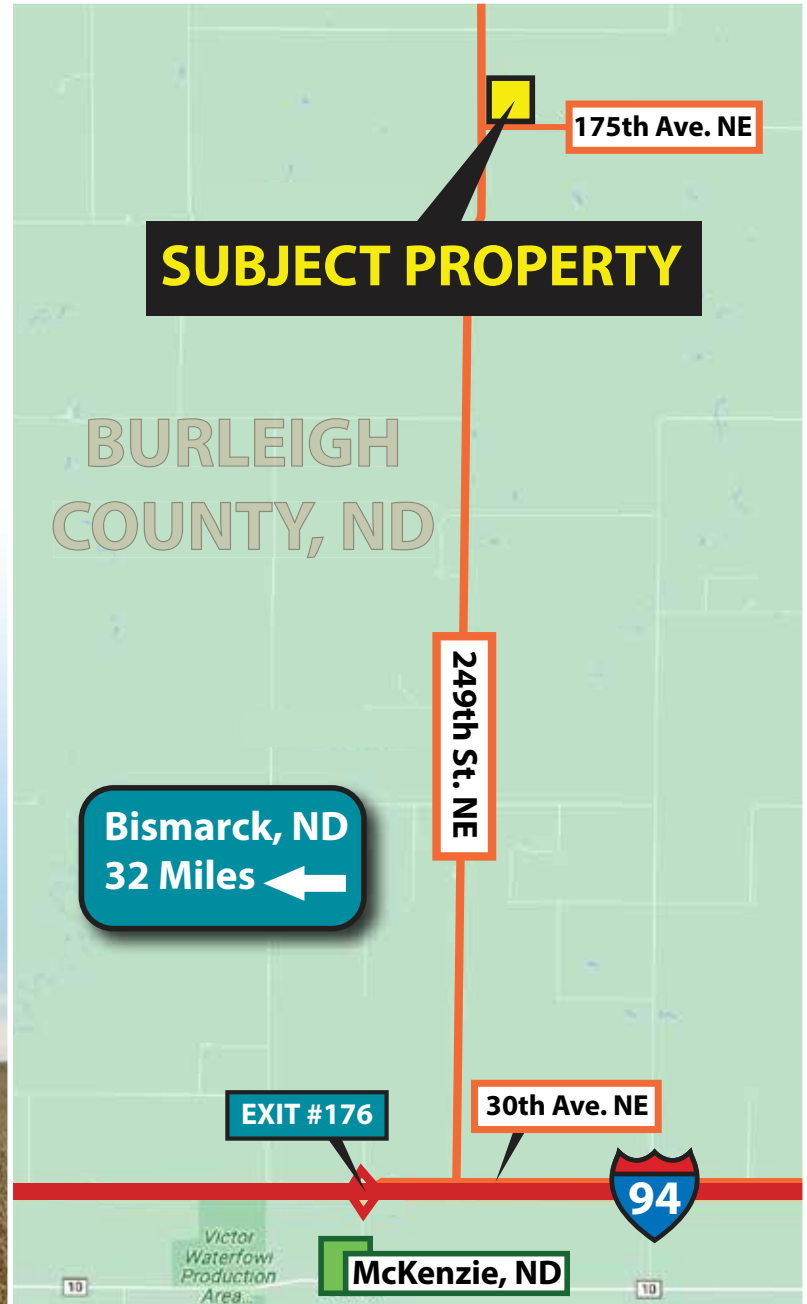 175th Ave. NE
SUBJECT PROPERTY
BURLEIGH
COUNTY, ND
249th St. NE
Bismarck, ND
32 Miles
EXIT #176
30th Ave. NE
94
Victor
Waterfowl
Production
Area...
McKenzie, ND
10
10